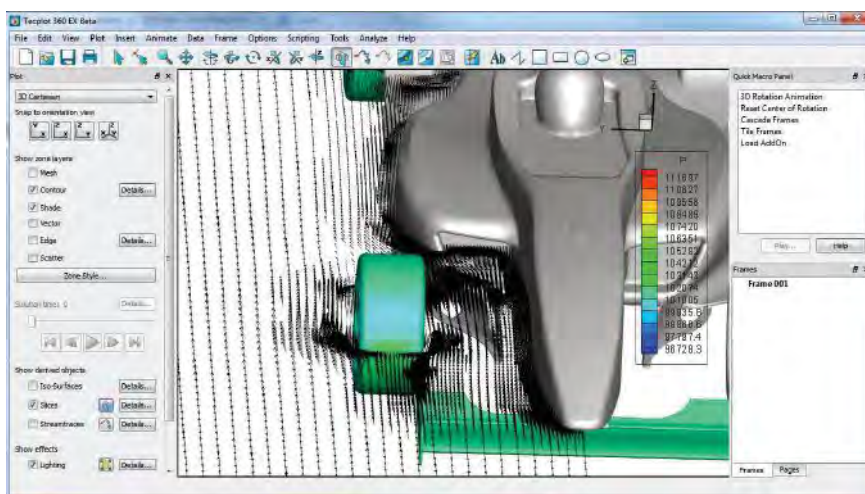 Tecplot 360 EX Beta
File Edit View Plot Insert Animate Data Frame Options Scripting Tools Analyze Help
Ab
Plot
3D Cartesian
Snap to orientation view
Show zone layers
Mesh
Contour Details...
Shade
Vector
Edge Details...
Scatter
Zone Style...
Solution time: 0 Details...
Show derived objects
Iso-Surfaces Details...
Slices Details...
Streamtraces Details...
Show effects
Lighting Details...
Z
Y
P
96728.3
Quick Macro Panel
3D Rotation Animation
Reset Center of Rotation
Cascade Frames
Tile Frames
Load AddOn
Play... Help
Frames
Frame 001
Frames Pages